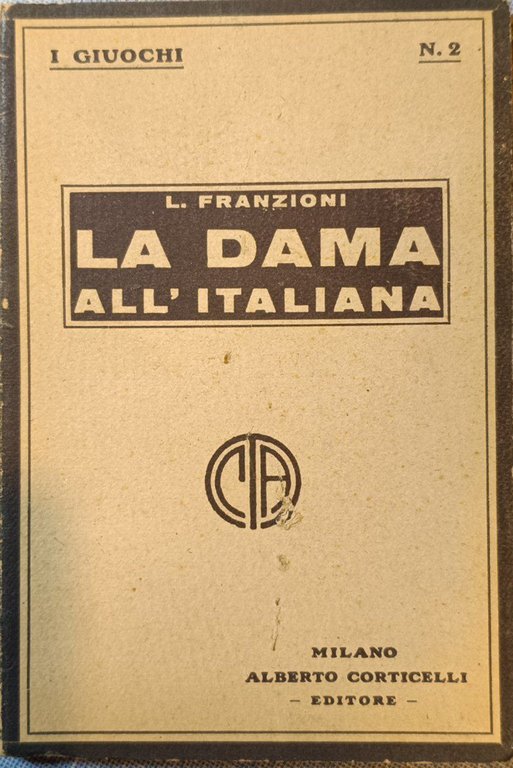 I GIUOCHI N. 2
L. FRANZIONI
LA DAMA
ALL'ITALIANA
MILANO
ALBERTO CORTICELLI
– EDITORE –